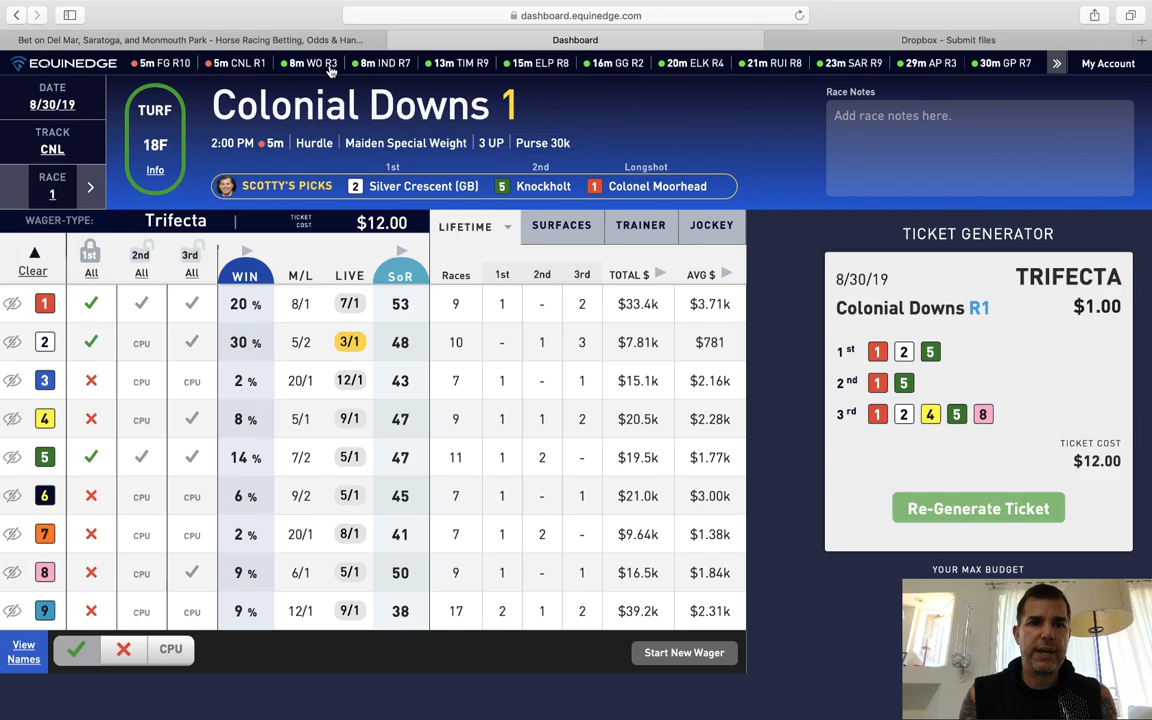 dashboard.equinedge.com
Bet on Del Mar, Saratoga, and Monmouth Park - Horse Racing Betting, Odds & Han...
Dashboard
Dropbox - Submit files
EQUINEDGE
5m FG R10
5m CNL R1
8m WO R3
8m IND R7
13m TIM R9
15m ELP R8
16m GG R2
20m ELK R4
21m RUI R8
23m SAR R9
29m AP R3
30m GP R7
My Account
DATE
8/30/19
TRACK
CNL
RACE
1
TURF
18F
Info
Colonial Downs 1
2:00 PM 5m Hurdle Maiden Special Weight 3 UP Purse 30k
1st 2nd Longshot
SCOTTY'S PICKS 2 Silver Crescent (GB) 5 Knockholt 1 Colonel Moorhead
Race Notes
Add race notes here.
WAGER-TYPE: Trifecta TICKET COST $12.00
LIFETIME SURFACES TRAINER JOCKEY
Clear 1st All 2nd All 3rd All WIN M/L LIVE SoR Races 1st 2nd 3rd TOTAL $ AVG $
1 20 % 8/1 7/1 53 9 1 - 2 $33.4k $3.71k
2 CPU 30 % 5/2 3/1 48 10 - 1 3 $7.81k $781
3 CPU CPU 2 % 20/1 12/1 43 7 1 - 1 $15.1k $2.16k
4 CPU 8 % 5/1 9/1 47 9 1 1 2 $20.5k $2.28k
5 14 % 7/2 5/1 47 11 1 2 - $19.5k $1.77k
6 CPU CPU 6 % 9/2 5/1 45 7 1 - 1 $21.0k $3.00k
7 CPU CPU 2 % 20/1 8/1 41 7 1 2 - $9.64k $1.38k
8 CPU 9 % 6/1 5/1 50 9 1 - 1 $16.5k $1.84k
9 CPU CPU 9 % 12/1 9/1 38 17 2 1 2 $39.2k $2.31k
View Names
CPU
Start New Wager
TICKET GENERATOR
8/30/19 TRIFECTA
Colonial Downs R1 $1.00
1st 1 2 5
2nd 1 5
3rd 1 2 4 5 8
TICKET COST
$12.00
Re-Generate Ticket
YOUR MAX BUDGET